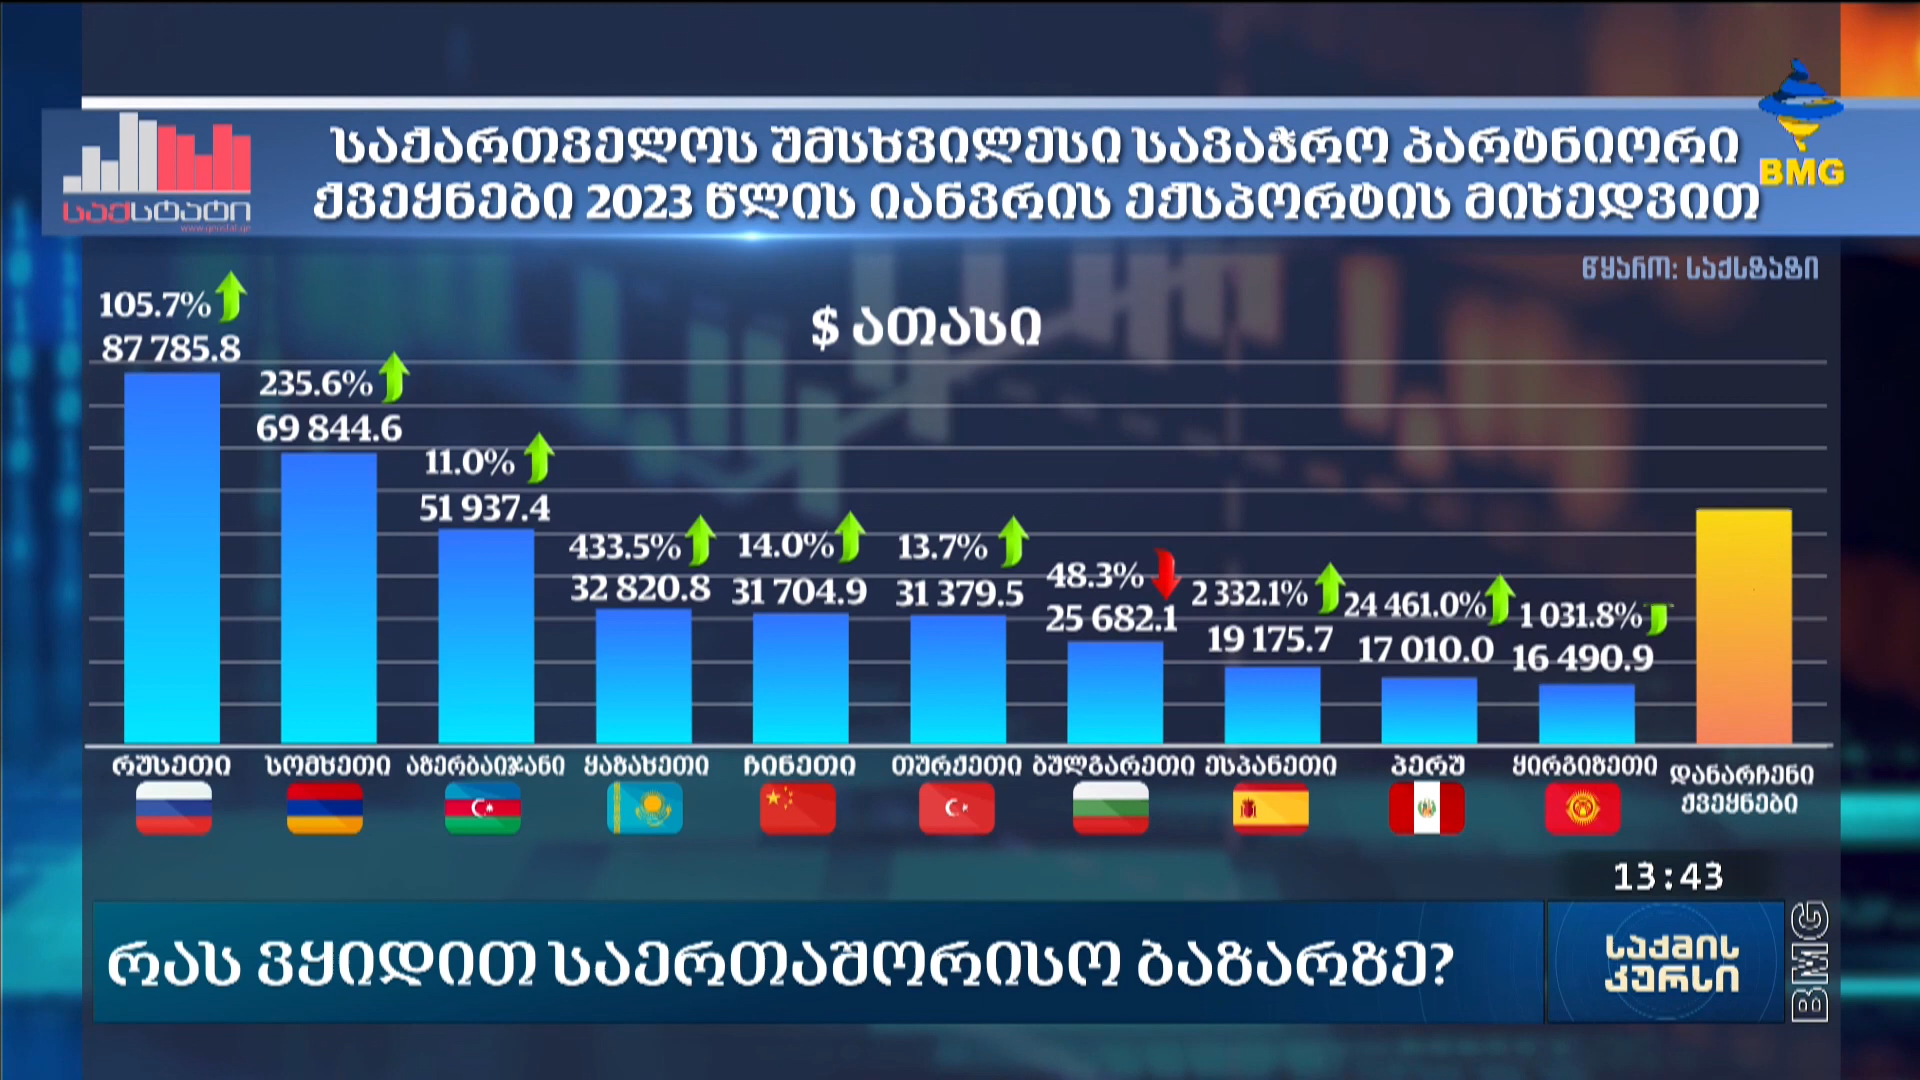 საქართველოს უმსხვილესი სავაჭრო პარტნიორი
ქვეყნები 2023 წლის იანვრის ექსპორტის მიხედვით
BMG
საქსტატი
www.geostat.ge
წყარო: საქსტატი
$ ათასი
105.7%
87 785.8
235.6%
69 844.6
11.0%
51 937.4
433.5%
32 820.8
14.0%
31 704.9
13.7%
31 379.5
48.3%
25 682.1
2 332.1%
19 175.7
24 461.0%
17 010.0
1 031.8%
16 490.9
რუსეთი
სომხეთი
აზერბაიჯანი
ყაზახეთი
ჩინეთი
თურქეთი
ბულგარეთი
ესპანეთი
პერუ
ყირგიზეთი
დანარჩენი
ქვეყნები
13:43
რას ვყიდით საერთაშორისო ბაზარზე?
საქმის
კურსი
BMG